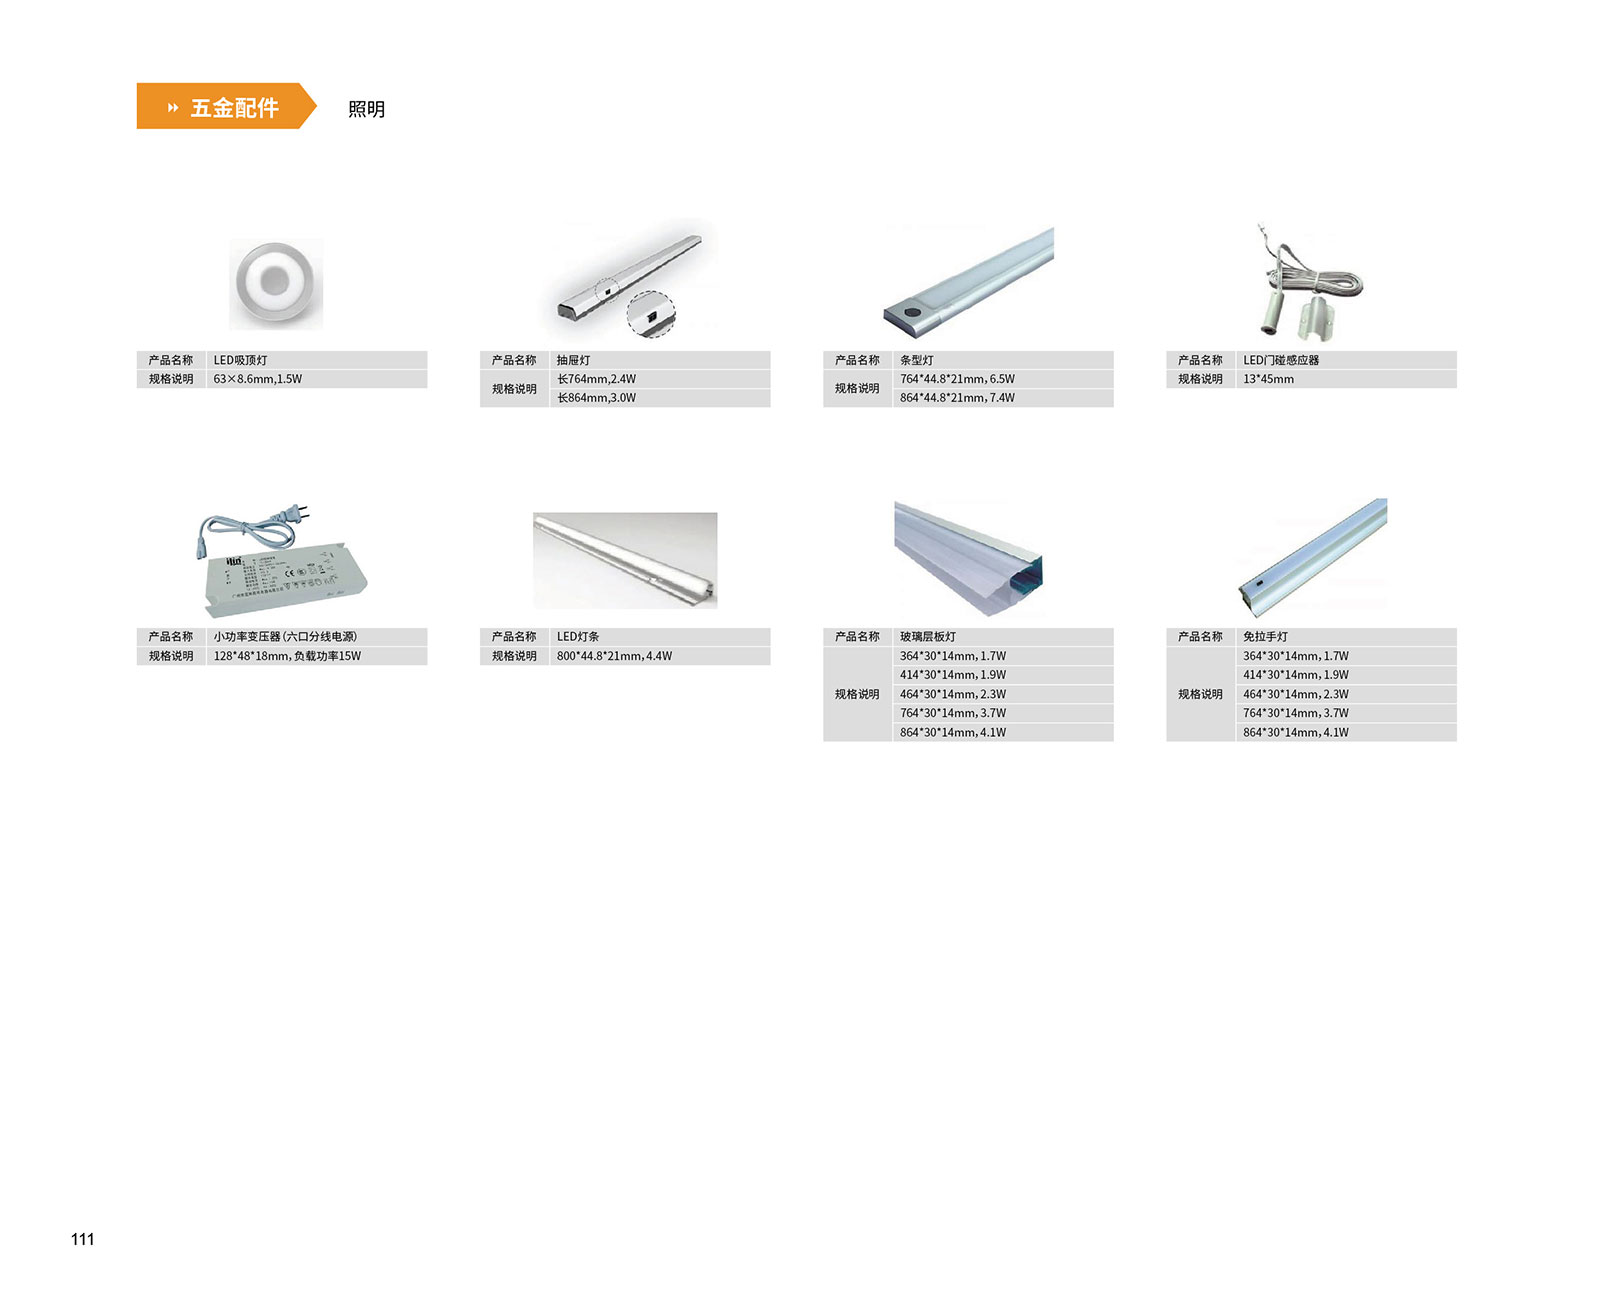 五金配件
照明
产品名称 LED吸顶灯
规格说明 63×8.6mm,1.5W
产品名称 抽屉灯
规格说明 长764mm,2.4W
长864mm,3.0W
产品名称 条型灯
规格说明 764*44.8*21mm，6.5W
864*44.8*21mm，7.4W
产品名称 LED门碰感应器
规格说明 13*45mm
产品名称 小功率变压器（六口分线电源）
规格说明 128*48*18mm，负载功率15W
产品名称 LED灯条
规格说明 800*44.8*21mm，4.4W
产品名称 玻璃层板灯
规格说明 364*30*14mm，1.7W
414*30*14mm，1.9W
464*30*14mm，2.3W
764*30*14mm，3.7W
864*30*14mm，4.1W
产品名称 免拉手灯
规格说明 364*30*14mm，1.7W
414*30*14mm，1.9W
464*30*14mm，2.3W
764*30*14mm，3.7W
864*30*14mm，4.1W
111